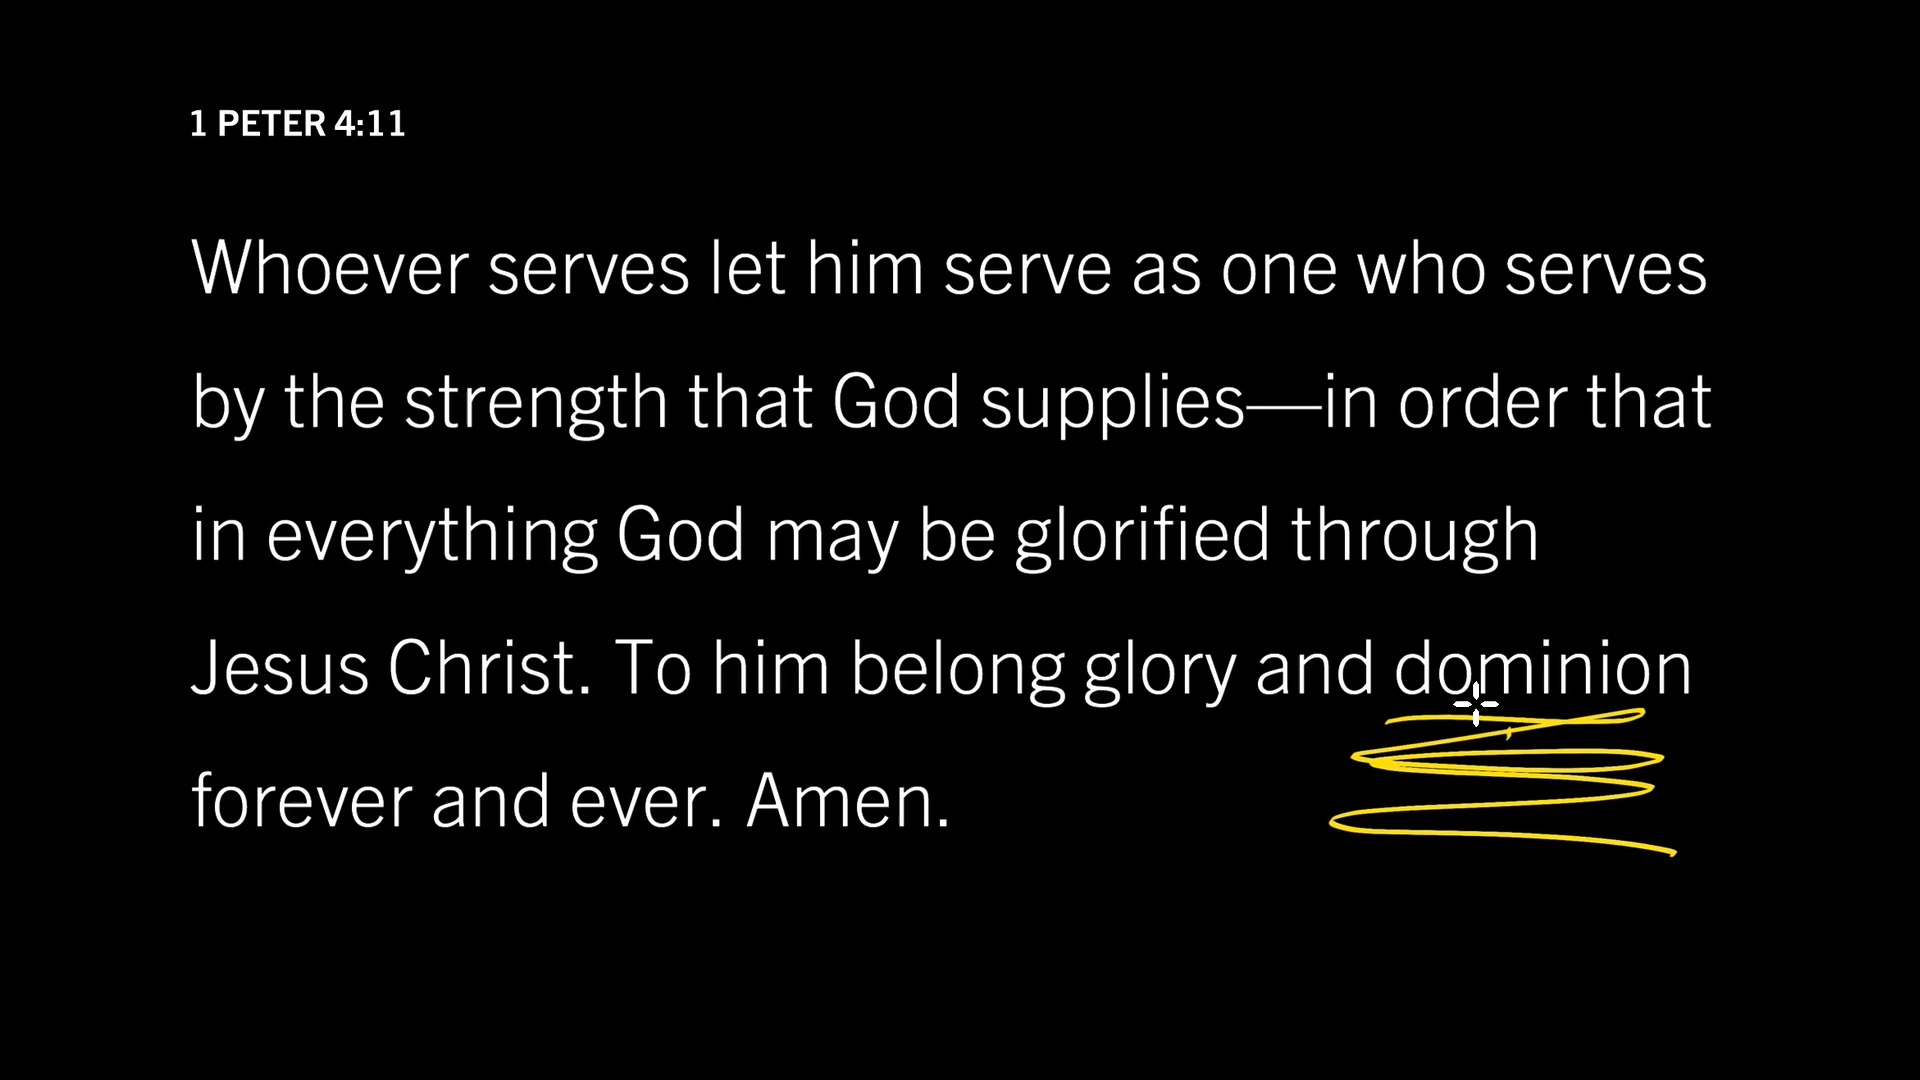 1 PETER 4:11
Whoever serves let him serve as one who serves
by the strength that God supplies—in order that
in everything God may be glorified through
Jesus Christ. To him belong glory and dominion
forever and ever. Amen.